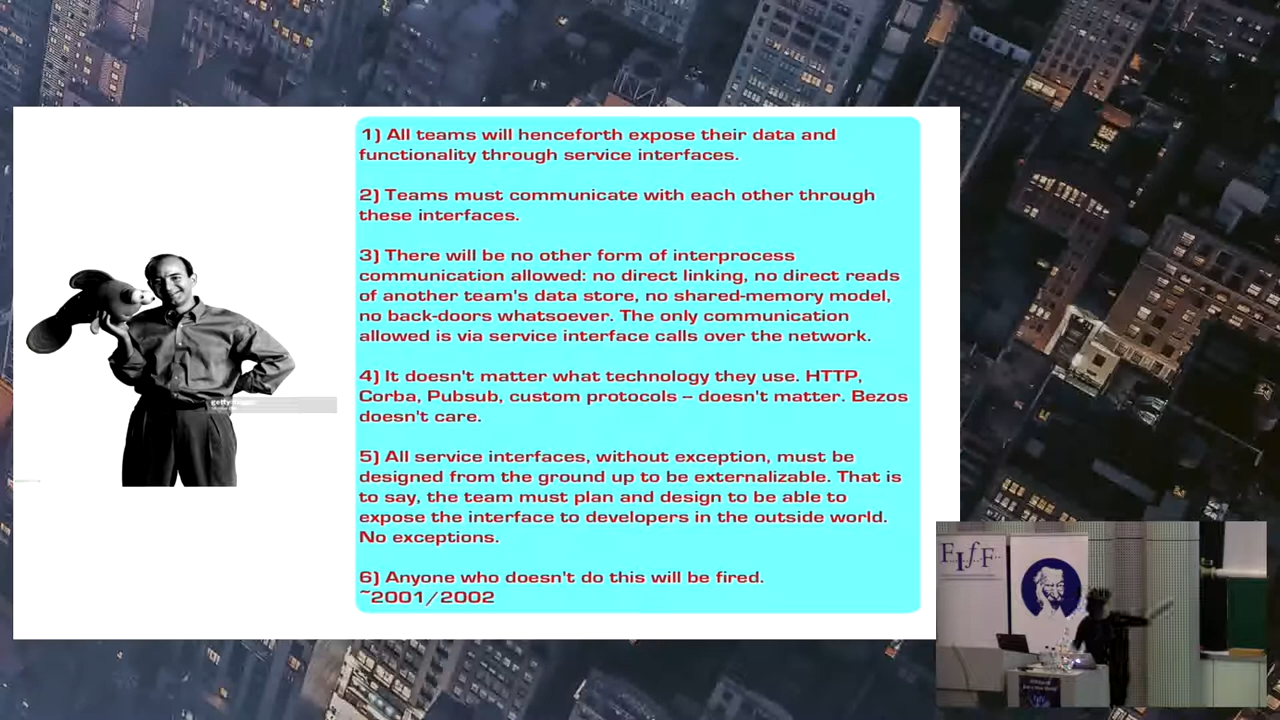 1) All teams will henceforth expose their data and
functionality through service interfaces.
2) Teams must communicate with each other through
these interfaces.
3) There will be no other form of interprocess
communication allowed: no direct linking, no direct reads
of another team's data store, no shared-memory model,
no back-doors whatsoever. The only communication
allowed is via service interface calls over the network.
4) It doesn't matter what technology they use. HTTP,
Corba, Pubsub, custom protocols – doesn't matter. Bezos
doesn't care.
5) All service interfaces, without exception, must be
designed from the ground up to be externalizable. That is
to say, the team must plan and design to be able to
expose the interface to developers in the outside world.
No exceptions.
6) Anyone who doesn't do this will be fired.
~2001/2002
FIfF